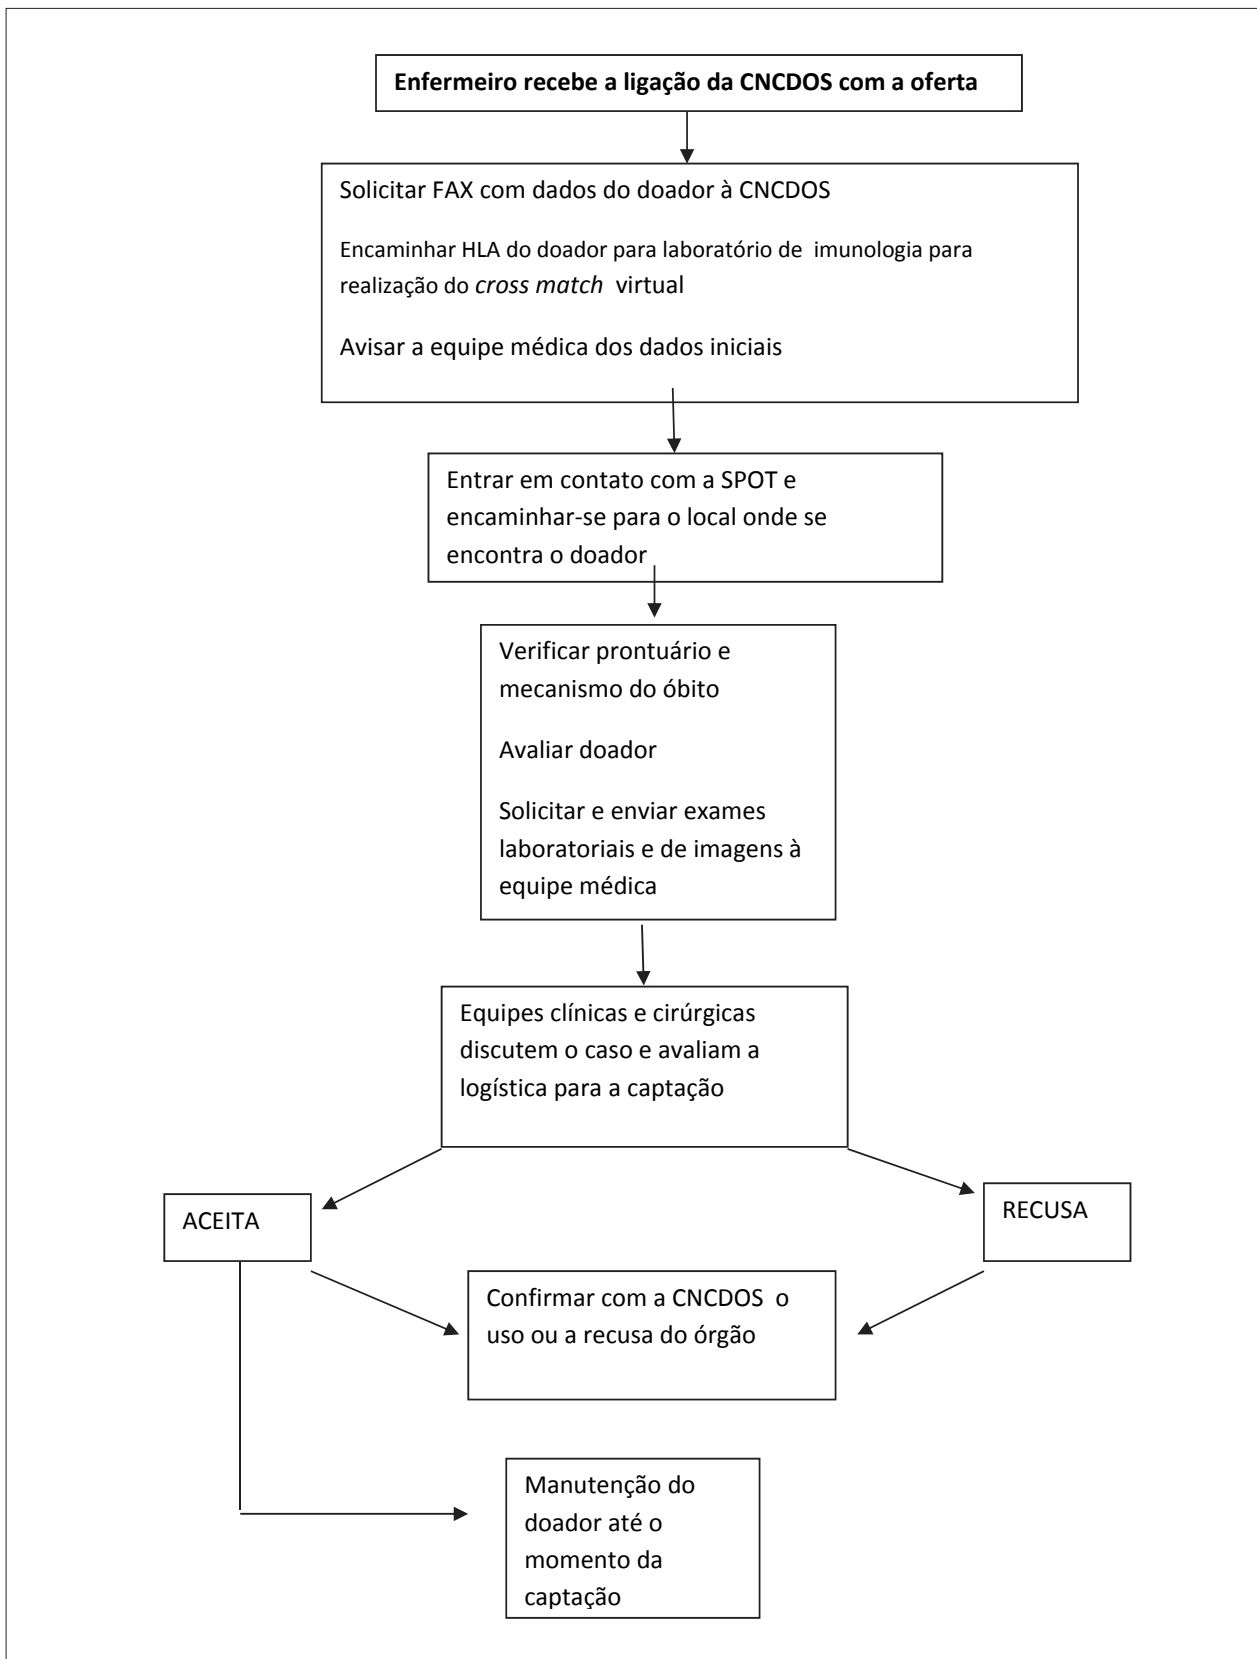 Enfermeiro recebe a ligação da CNCDOS com a oferta
Solicitar FAX com dados do doador à CNCDOS
Encaminhar HLA do doador para laboratório de imunologia para
realização do cross match virtual
Avisar a equipe médica dos dados iniciais
Entrar em contato com a SPOT e
encaminhar-se para o local onde se
encontra o doador
Verificar prontuário e
mecanismo do óbito
Avaliar doador
Solicitar e enviar exames
laboratoriais e de imagens à
equipe médica
Equipes clínicas e cirúrgicas
discutem o caso e avaliam a
logística para a captação
ACEITA
RECUSA
Confirmar com a CNCDOS o
uso ou a recusa do órgão
Manutenção do
doador até o
momento da
captação